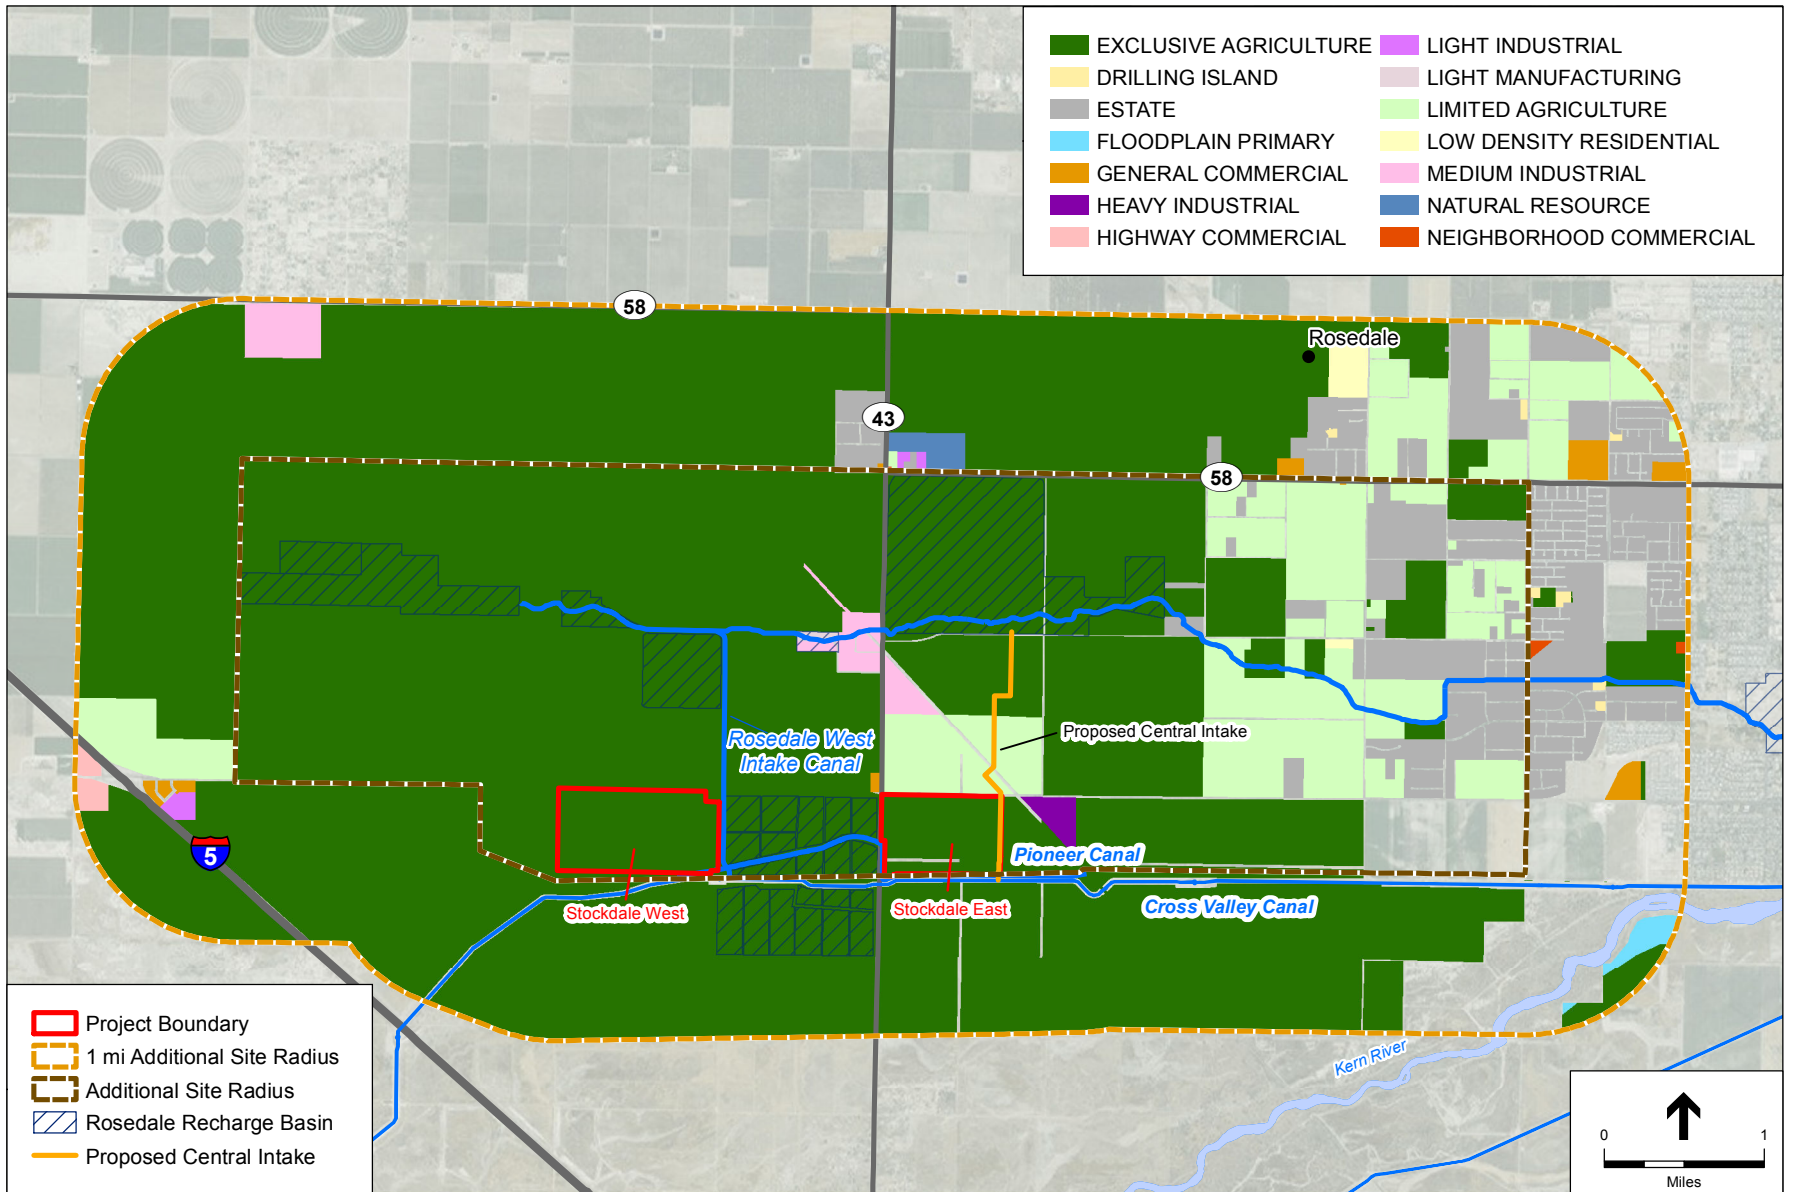 EXCLUSIVE AGRICULTURE
DRILLING ISLAND
ESTATE
FLOODPLAIN PRIMARY
GENERAL COMMERCIAL
HEAVY INDUSTRIAL
HIGHWAY COMMERCIAL
LIGHT INDUSTRIAL
LIGHT MANUFACTURING
LIMITED AGRICULTURE
LOW DENSITY RESIDENTIAL
MEDIUM INDUSTRIAL
NATURAL RESOURCE
NEIGHBORHOOD COMMERCIAL
58
Rosedale
43
58
Rosedale West
Intake Canal
Proposed Central Intake
5
Pioneer Canal
Stockdale West
Stockdale East
Cross Valley Canal
Kern River
Project Boundary
1 mi Additional Site Radius
Additional Site Radius
Rosedale Recharge Basin
Proposed Central Intake
0 1
Miles